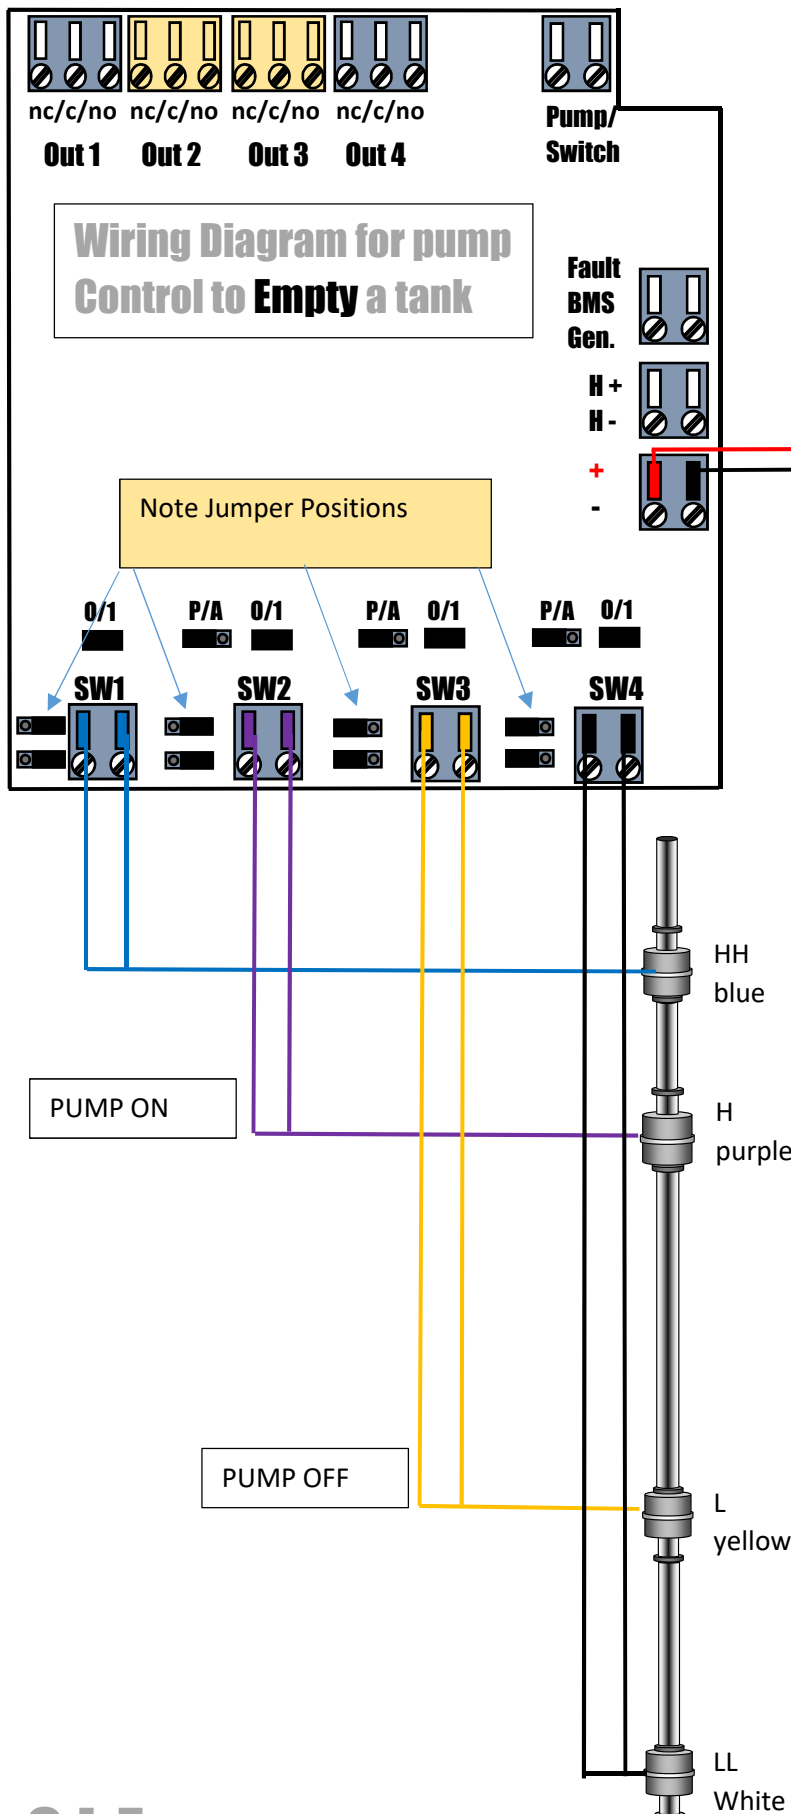 nc/c/no nc/c/no nc/c/no nc/c/no
Out 1 Out 2 Out 3 Out 4
Pump/
Switch
Wiring Diagram for pump
Control to Empty a tank
Fault
BMS
Gen.
H +
H -
+
-
Note Jumper Positions
0/1 P/A 0/1 P/A 0/1 P/A 0/1
SW1 SW2 SW3 SW4
HH
blue
PUMP ON
H
purple
PUMP OFF
L
yellow
LL
White